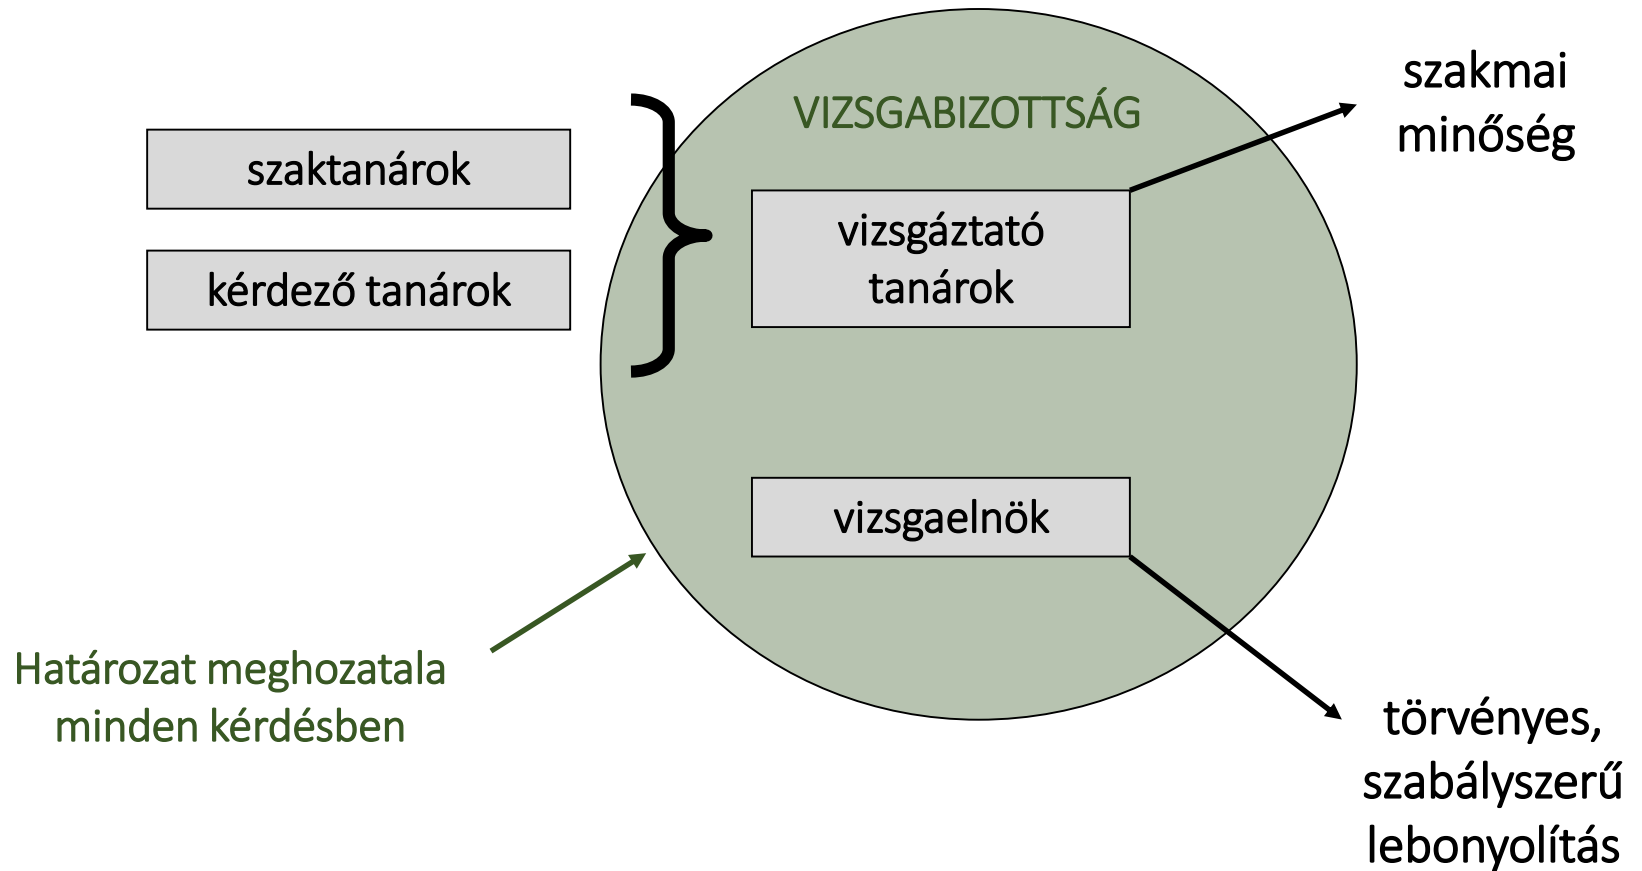 VIZSGABIZOTTSÁG
szaktanárok
kérdező tanárok
vizsgáztató
tanárok
szakmai
minőség
vizsgaelnök
Határozat meghozatala
minden kérdésben
törvényes,
szabályszerű
lebonyolítás